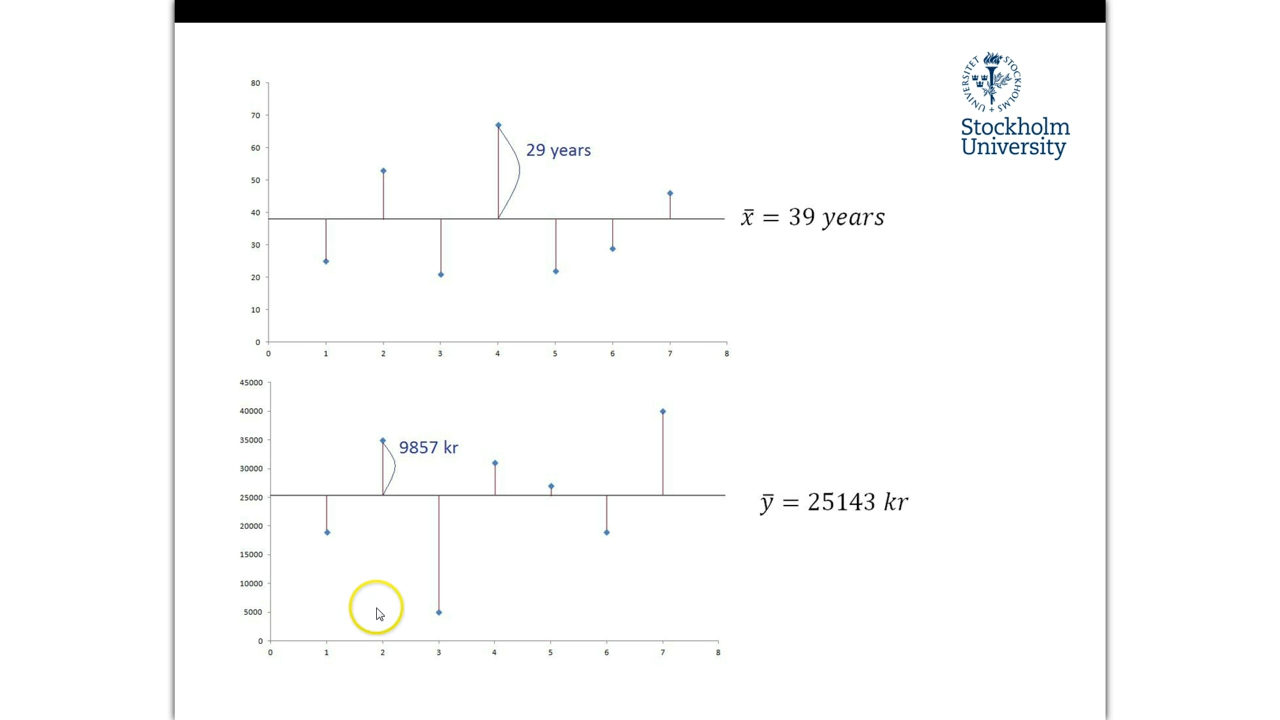 UNIVERSITET STOCKHOLMS
Stockholm
University
80
70
60
50
40
30
20
10
0
0 1 2 3 4 5 6 7 8
29 years
x̄ = 39 years
45000
40000
35000
30000
25000
20000
15000
10000
5000
0
0 1 2 3 4 5 6 7 8
9857 kr
ȳ = 25143 kr